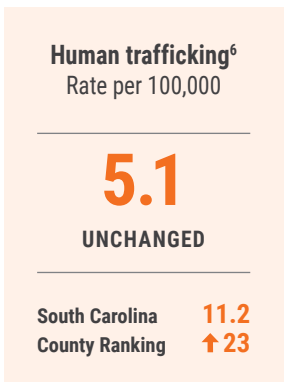 Human trafficking⁶
Rate per 100,000
5.1
UNCHANGED
South Carolina 11.2
County Ranking ↑23